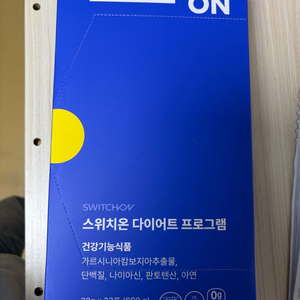 ON
SWITCHON
스위치온 다이어트 프로그램
건강기능식품
가르시니아캄보지아추출물,
단백질, 나이아신, 판토텐산, 아연
0g